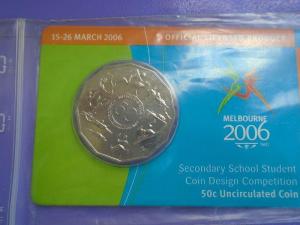 15-26 MARCH 2006
OFFICIAL LICENSED PRODUCT
MELBOURNE
2006
Secondary School Student
Coin Design Competition
50c Uncirculated Coin